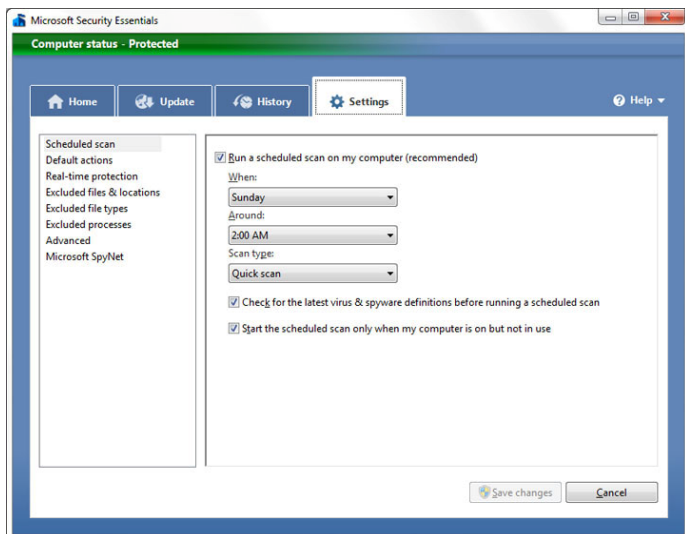 Microsoft Security Essentials
Computer status - Protected
Home
Update
History
Settings
Help
Scheduled scan
Default actions
Real-time protection
Excluded files & locations
Excluded file types
Excluded processes
Advanced
Microsoft SpyNet
Run a scheduled scan on my computer (recommended)
When:
Sunday
Around:
2:00 AM
Scan type:
Quick scan
Check for the latest virus & spyware definitions before running a scheduled scan
Start the scheduled scan only when my computer is on but not in use
Save changes
Cancel